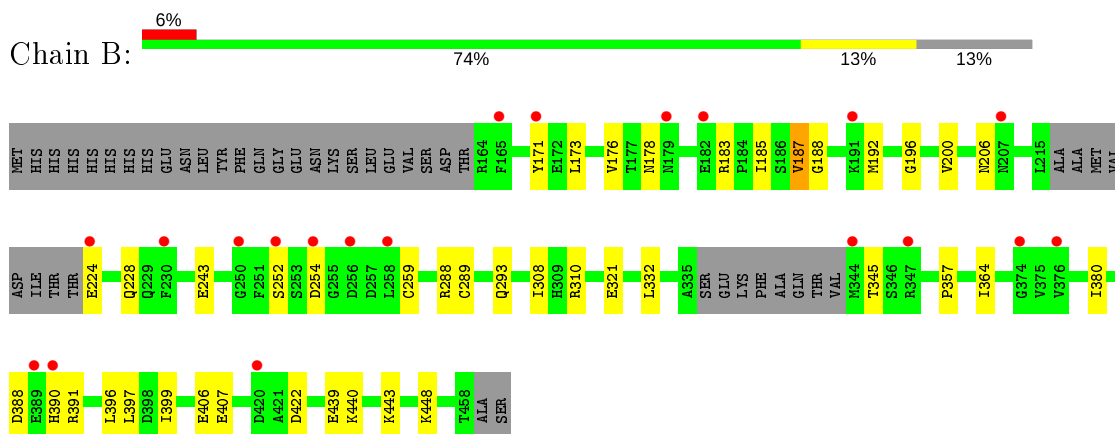 6%
Chain B:
74% 13% 13%
MET HIS HIS HIS HIS HIS HIS HIS GLU ASN LEU TYR PHE GLN GLY GLU ASN LYS SER LEU GLU VAL SER ASP THR R164 F165 Y171 E172 L173 V176 T177 N178 N179 E182 R183 P184 I185 S186 V187 G188 K191 M192 G196 V200 N206 N207 L215 ALA ALA MET VAL
ASP ILE THR THR E224 Q228 Q229 F230 E243 G250 F251 S252 S253 D254 G255 D256 D257 L258 C259 R288 C289 Q293 I308 H309 R310 E321 L332 A335 SER GLU LYS PHE ALA GLN THR VAL M344 T345 S346 R347 P357 I364 G374 V375 V376 I380
D388 E389 H390 R391 L396 L397 D398 I399 E406 E407 D420 A421 D422 E439 K440 K443 K448 T458 ALA SER